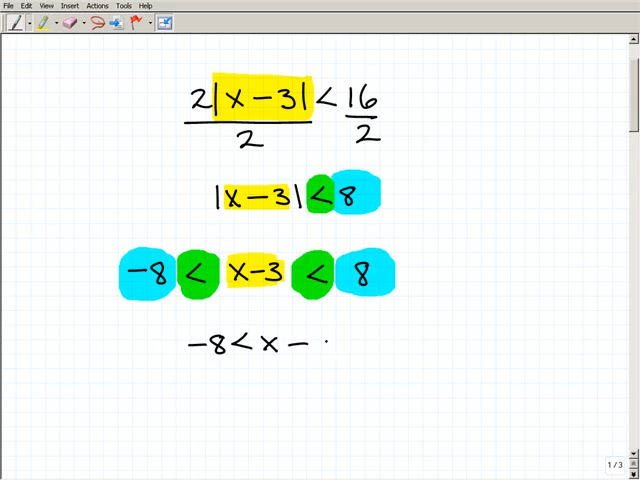 File Edit View Insert Actions Tools Help
2|x-3| < 16
2 2
|x-3| < 8
-8 < x-3 < 8
-8 < x -
1 / 3